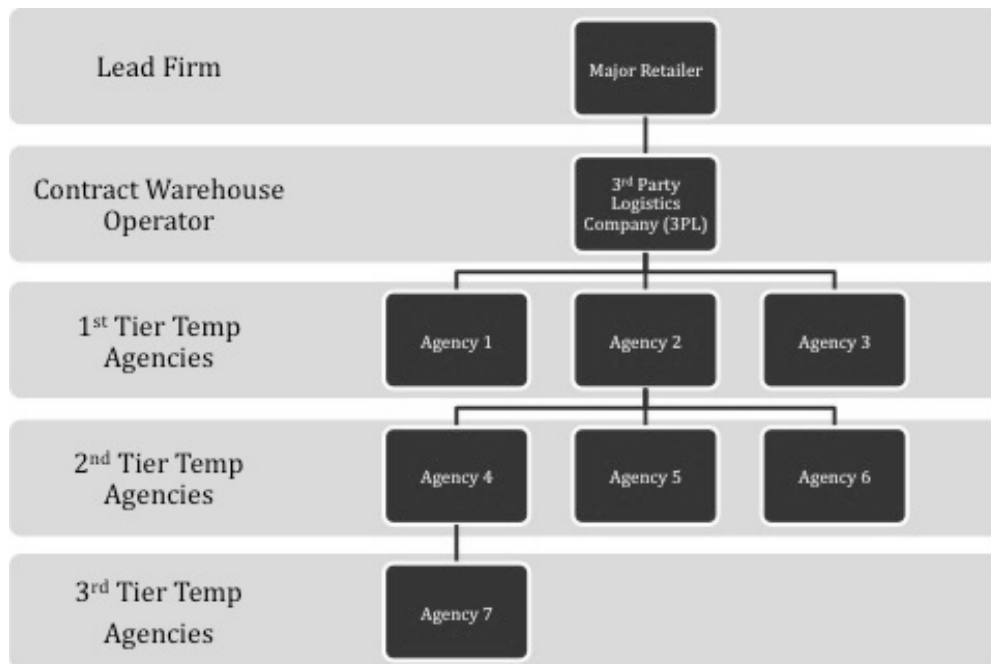 Lead Firm
Major Retailer
Contract Warehouse
Operator
3rd Party
Logistics
Company (3PL)
1st Tier Temp
Agencies
Agency 1
Agency 2
Agency 3
2nd Tier Temp
Agencies
Agency 4
Agency 5
Agency 6
3rd Tier Temp
Agencies
Agency 7